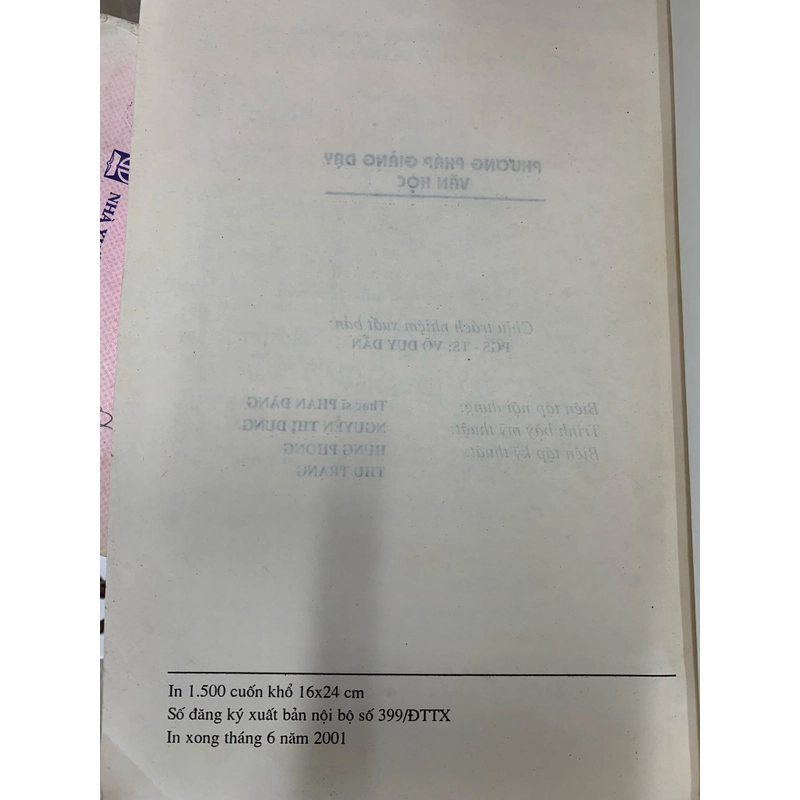 PHƯƠNG PHÁP GIẢNG DẠY
VĂN HỌC
Chịu trách nhiệm xuất bản:
PGS - TS: VÕ DUY DẦN
Biên tập nội dung: Thạc sĩ PHAN ĐĂNG
Trình bày mỹ thuật: NGUYỄN THỊ DUNG
Biên tập kỹ thuật: HÙNG PHONG
THU TRANG
NHÀ
In 1.500 cuốn khổ 16x24 cm
Số đăng ký xuất bản nội bộ số 399/ĐTTX
In xong tháng 6 năm 2001